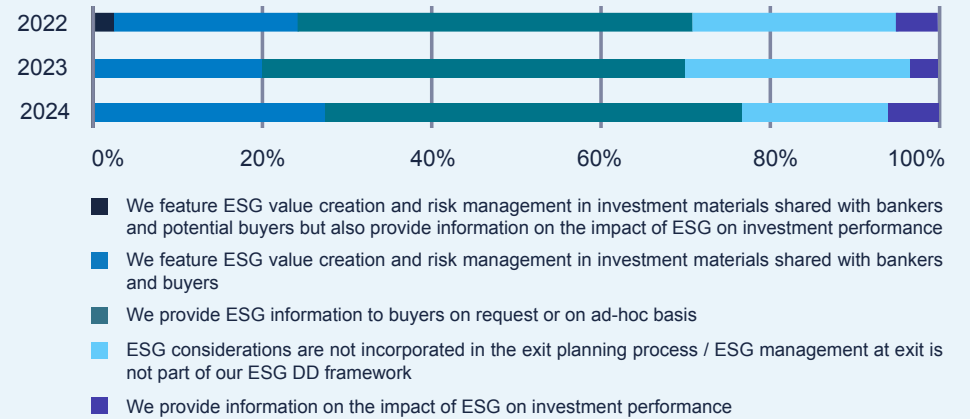 2022
2023
2024
0% 20% 40% 60% 80% 100%
We feature ESG value creation and risk management in investment materials shared with bankers
and potential buyers but also provide information on the impact of ESG on investment performance
We feature ESG value creation and risk management in investment materials shared with bankers
and buyers
We provide ESG information to buyers on request or on ad-hoc basis
ESG considerations are not incorporated in the exit planning process / ESG management at exit is
not part of our ESG DD framework
We provide information on the impact of ESG on investment performance